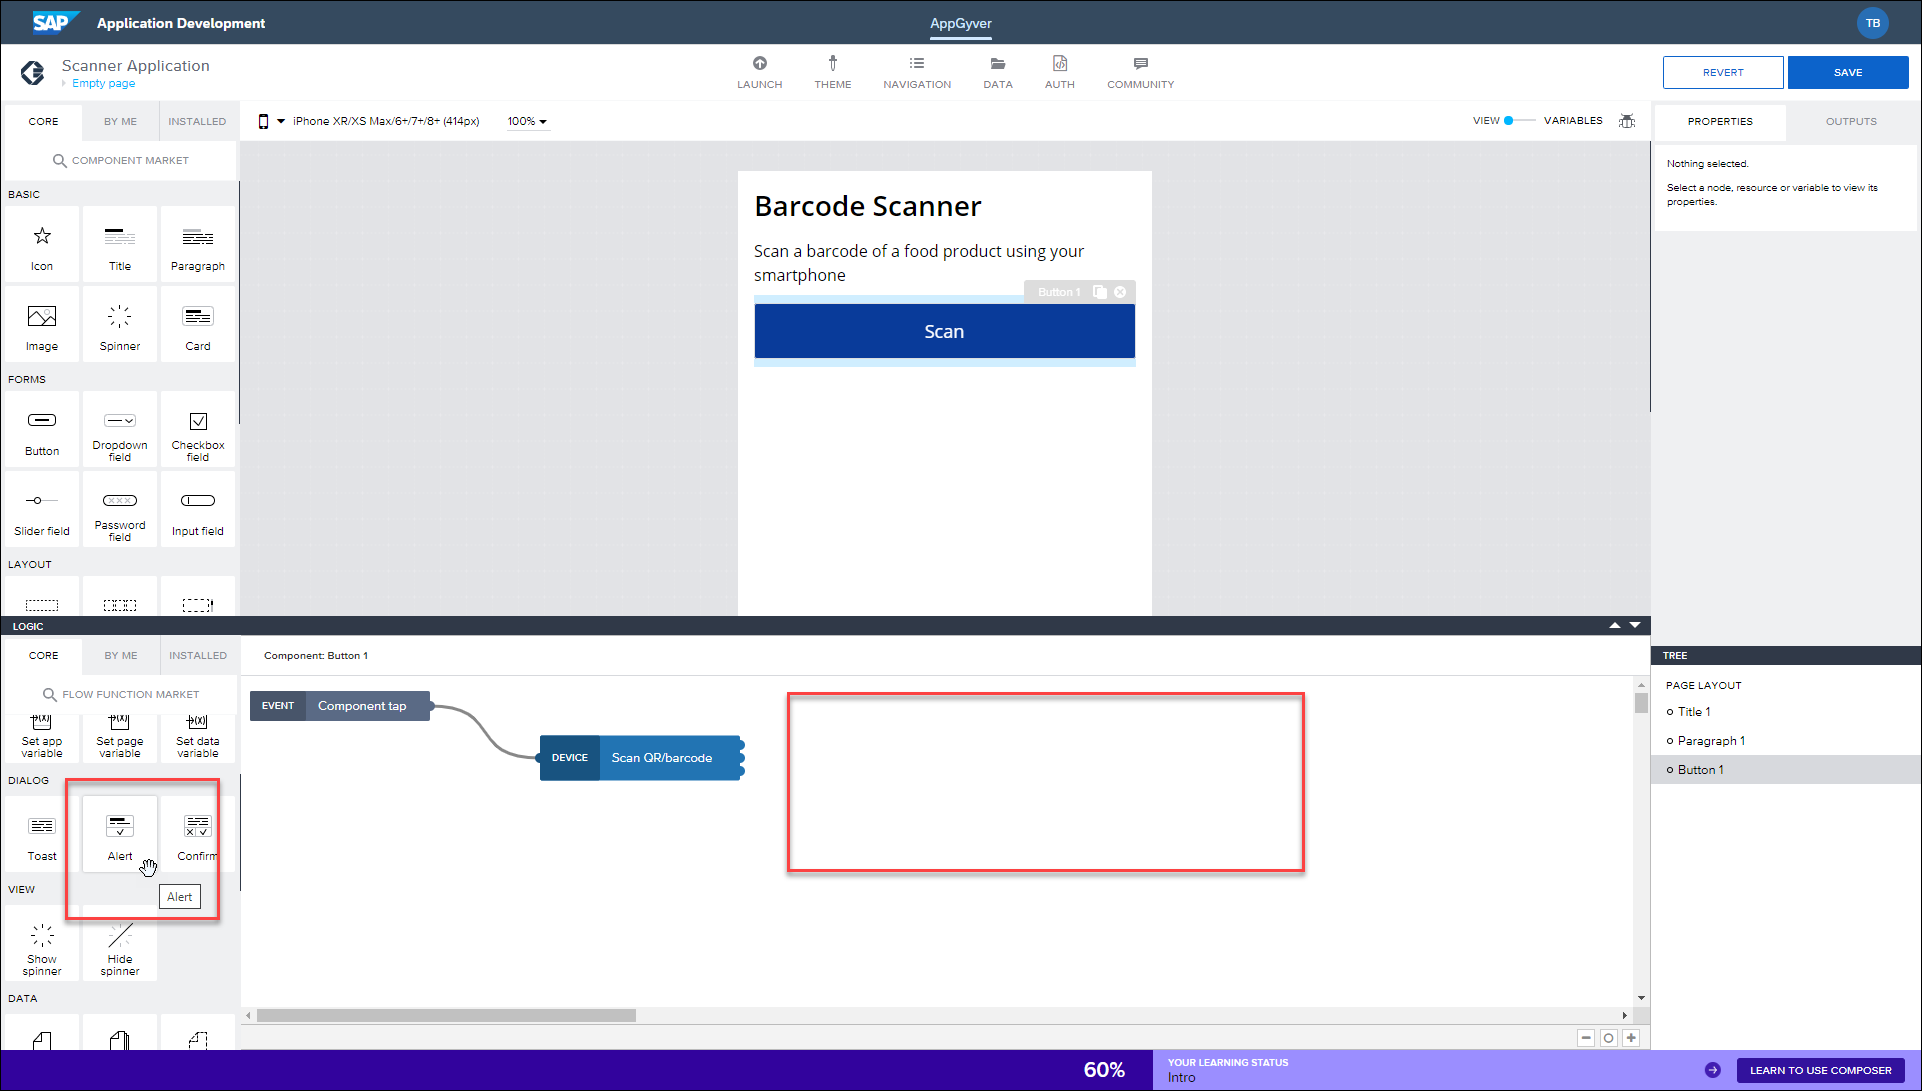 SAP Application Development
AppGyver
TB
Scanner Application
Empty page
LAUNCH
THEME
NAVIGATION
DATA
AUTH
COMMUNITY
REVERT
SAVE
CORE
BY ME
INSTALLED
iPhone XR/XS Max/6+/7+/8+ (414px)
100%
VIEW
VARIABLES
PROPERTIES
OUTPUTS
COMPONENT MARKET
Nothing selected.
Select a node, resource or variable to view its
properties.
BASIC
Icon
Title
Paragraph
Image
Spinner
Card
FORMS
Button
Dropdown
field
Checkbox
field
Slider field
Password
field
Input field
LAYOUT
Barcode Scanner
Scan a barcode of a food product using your
smartphone
Button 1
Scan
LOGIC
CORE
BY ME
INSTALLED
Component: Button 1
FLOW FUNCTION MARKET
Set app
variable
Set page
variable
Set data
variable
DIALOG
Toast
Alert
Confirm
Alert
VIEW
Show
spinner
Hide
spinner
DATA
EVENT
Component tap
DEVICE
Scan QR/barcode
TREE
PAGE LAYOUT
Title 1
Paragraph 1
Button 1
60%
YOUR LEARNING STATUS
Intro
LEARN TO USE COMPOSER